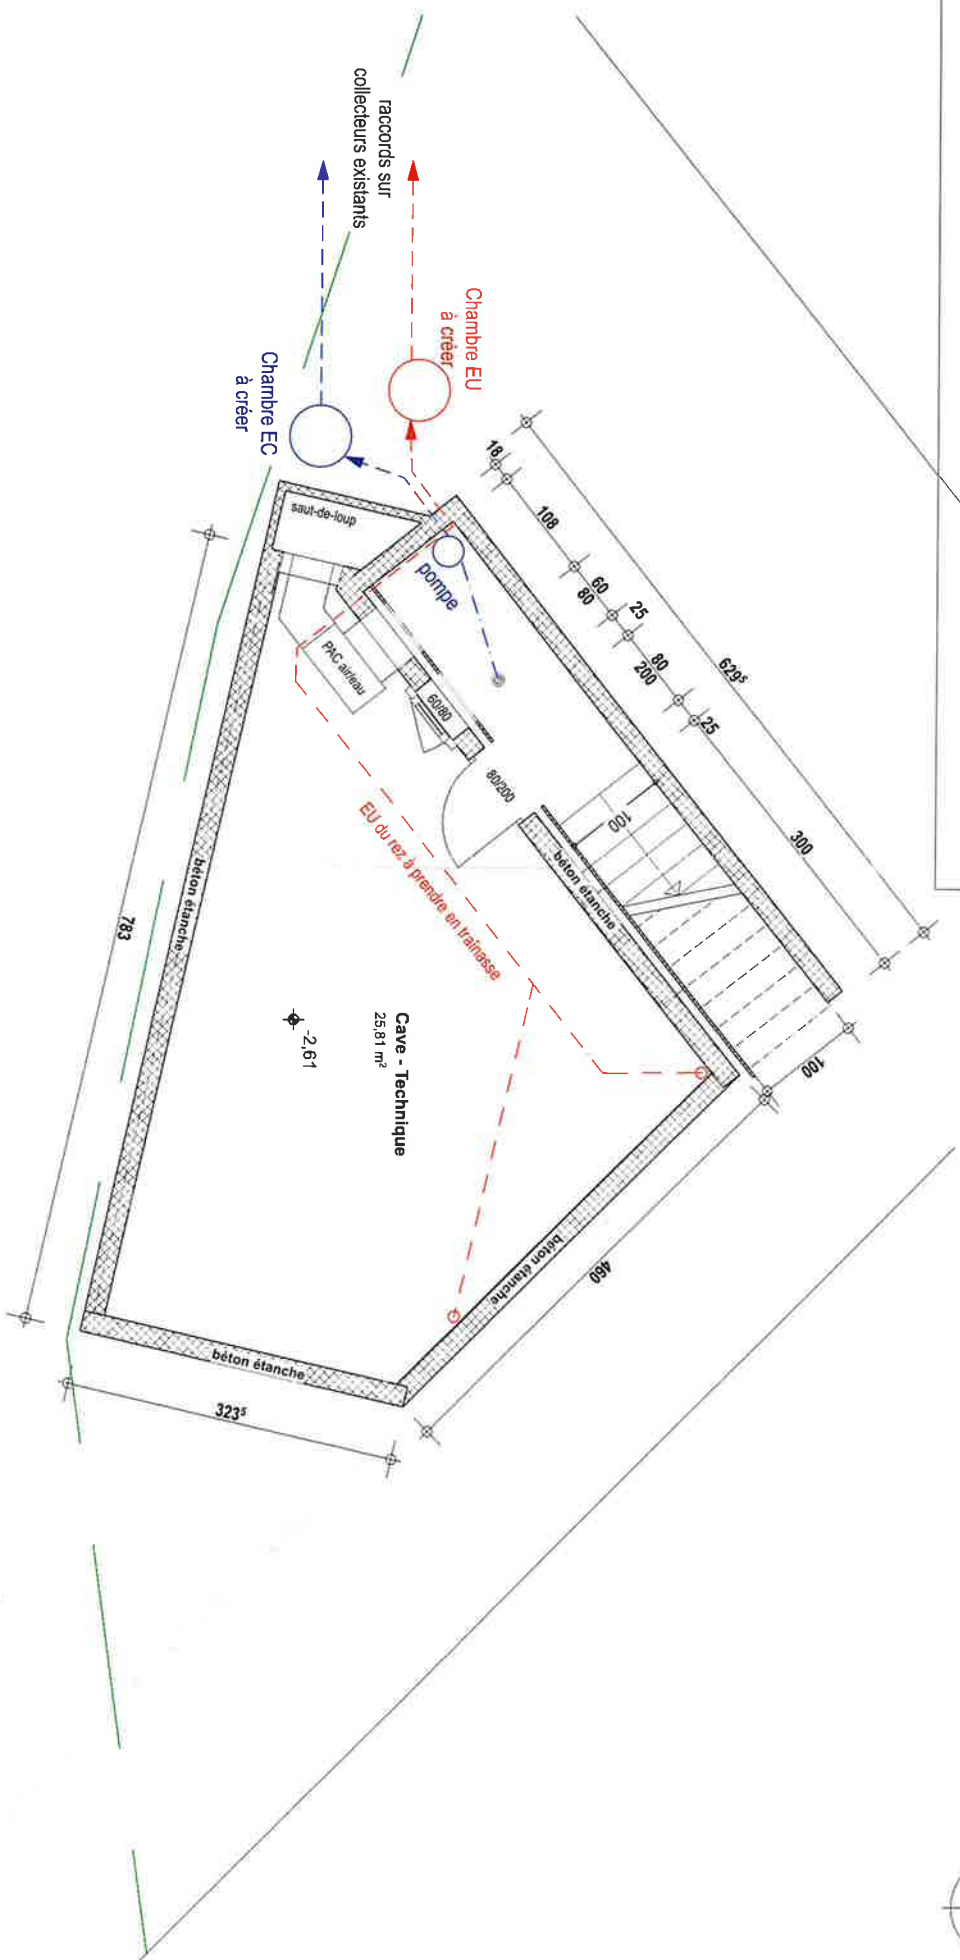 raccords sur
collecteurs existants
Chambre EU
à créer
Chambre EC
à créer
saut-de-loup
pompe
PAC air/eau
60/80
80/200
EU du rez à prendre en traînasse
béton étanche
béton étanche
béton étanche
béton étanche
Cave - Technique
25,81 m²
-2,61
18
108
60
80
25
80
200
25
629⁵
300
100
100
460
323⁵
783